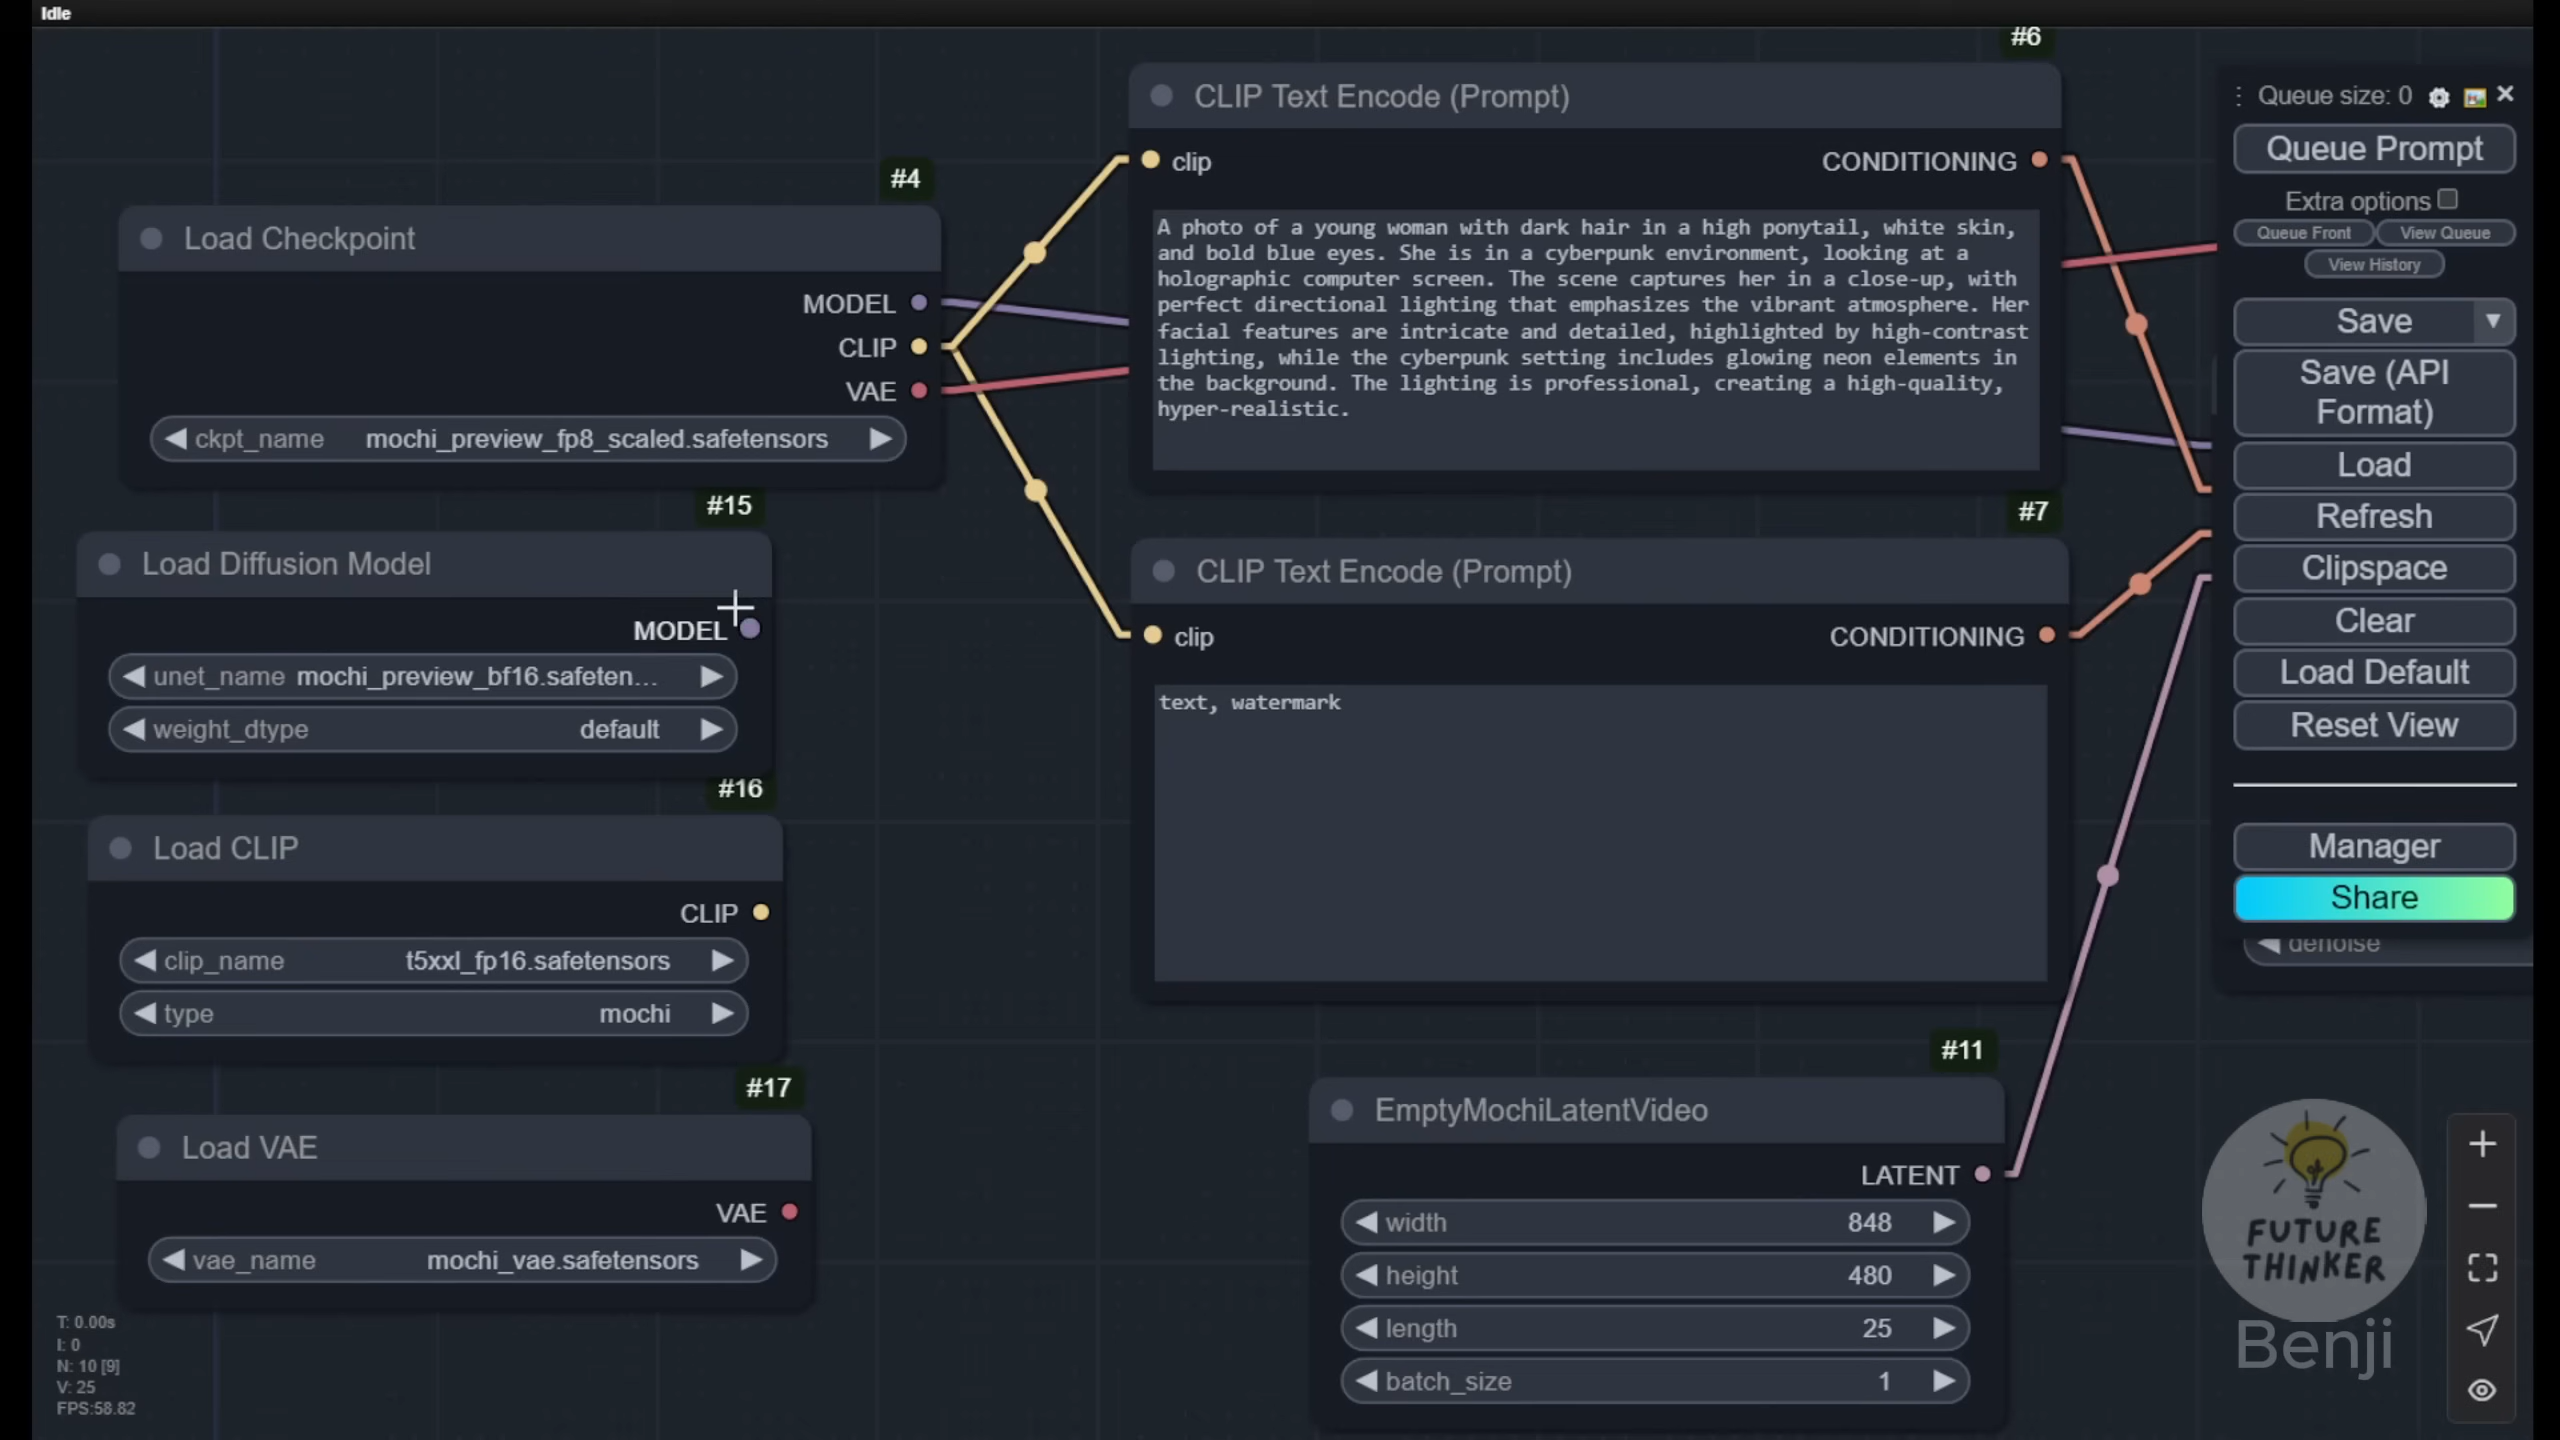 Idle
#4
Load Checkpoint
MODEL
CLIP
VAE
ckpt_name mochi_preview_fp8_scaled.safetensors
#15
Load Diffusion Model
MODEL
unet_name mochi_preview_bf16.safeten...
weight_dtype default
#16
Load CLIP
CLIP
clip_name t5xxl_fp16.safetensors
type mochi
#17
Load VAE
VAE
vae_name mochi_vae.safetensors
T: 0.00s
I: 0
N: 10 [9]
V: 25
FPS:58.82
#6
CLIP Text Encode (Prompt)
clip CONDITIONING
A photo of a young woman with dark hair in a high ponytail, white skin,
and bold blue eyes. She is in a cyberpunk environment, looking at a
holographic computer screen. The scene captures her in a close-up, with
perfect directional lighting that emphasizes the vibrant atmosphere. Her
facial features are intricate and detailed, highlighted by high-contrast
lighting, while the cyberpunk setting includes glowing neon elements in
the background. The lighting is professional, creating a high-quality,
hyper-realistic.
#7
CLIP Text Encode (Prompt)
clip CONDITIONING
text, watermark
#11
EmptyMochiLatentVideo
LATENT
width 848
height 480
length 25
batch_size 1
Queue size: 0
Queue Prompt
Extra options
Queue Front View Queue
View History
Save
Save (API
Format)
Load
Refresh
Clipspace
Clear
Load Default
Reset View
Manager
Share
denoise
FUTURE
THINKER
Benji